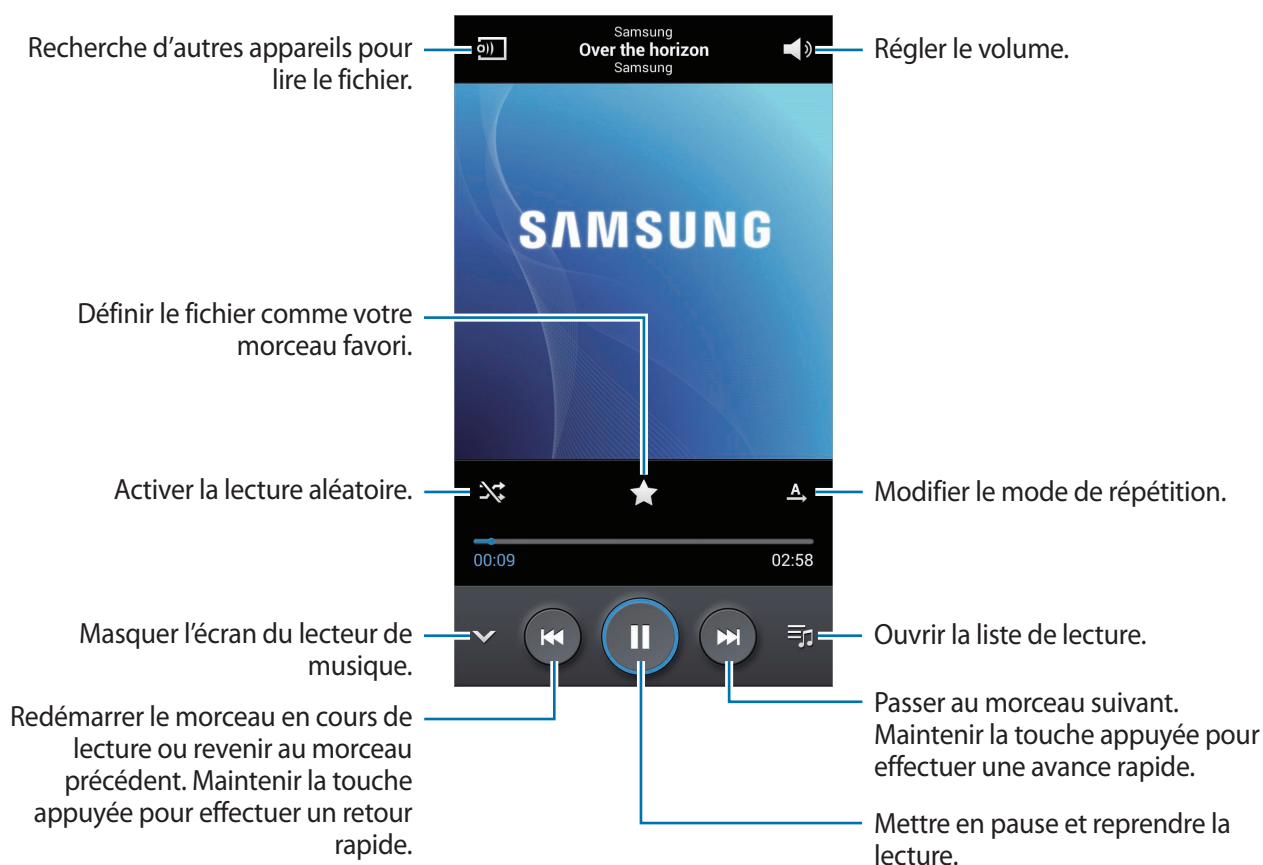 Recherche d'autres appareils pour
lire le fichier.
Samsung
Over the horizon
Samsung
Régler le volume.
SAMSUNG
Définir le fichier comme votre
morceau favori.
Activer la lecture aléatoire.
A
Modifier le mode de répétition.
00:09
02:58
Masquer l'écran du lecteur de
musique.
Ouvrir la liste de lecture.
Redémarrer le morceau en cours de
lecture ou revenir au morceau
précédent. Maintenir la touche
appuyée pour effectuer un retour
rapide.
Passer au morceau suivant.
Maintenir la touche appuyée pour
effectuer une avance rapide.
Mettre en pause et reprendre la
lecture.